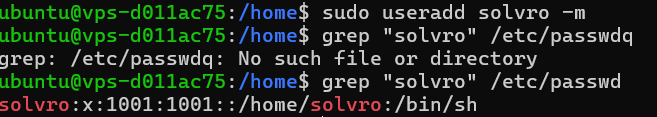 ubuntu@vps-d011ac75:/home$ sudo useradd solvro -m
ubuntu@vps-d011ac75:/home$ grep "solvro" /etc/passwdq
grep: /etc/passwdq: No such file or directory
ubuntu@vps-d011ac75:/home$ grep "solvro" /etc/passwd
solvro:x:1001:1001::/home/solvro:/bin/sh